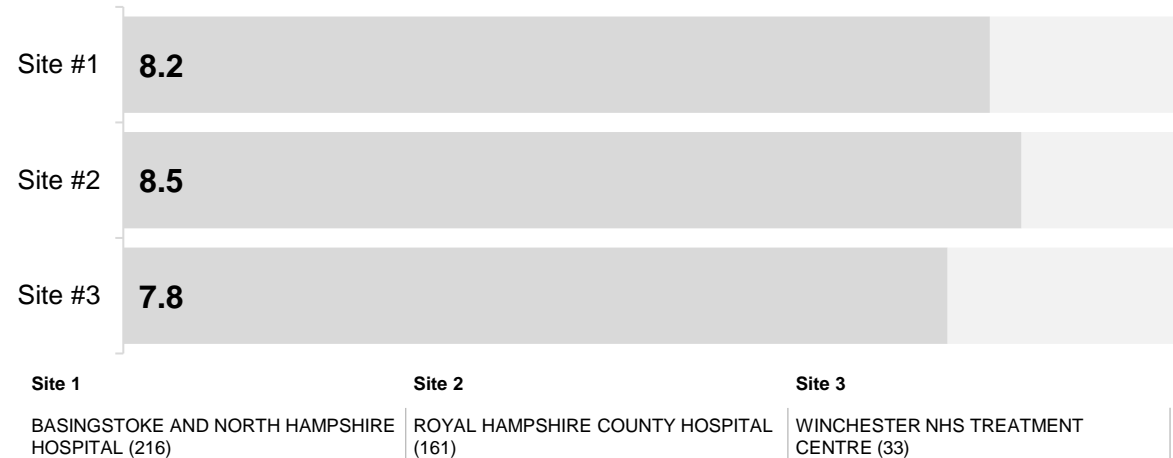 Site #1
8.2
Site #2
8.5
Site #3
7.8
Site 1
Site 2
Site 3
BASINGSTOKE AND NORTH HAMPSHIRE
HOSPITAL (216)
ROYAL HAMPSHIRE COUNTY HOSPITAL
(161)
WINCHESTER NHS TREATMENT
CENTRE (33)